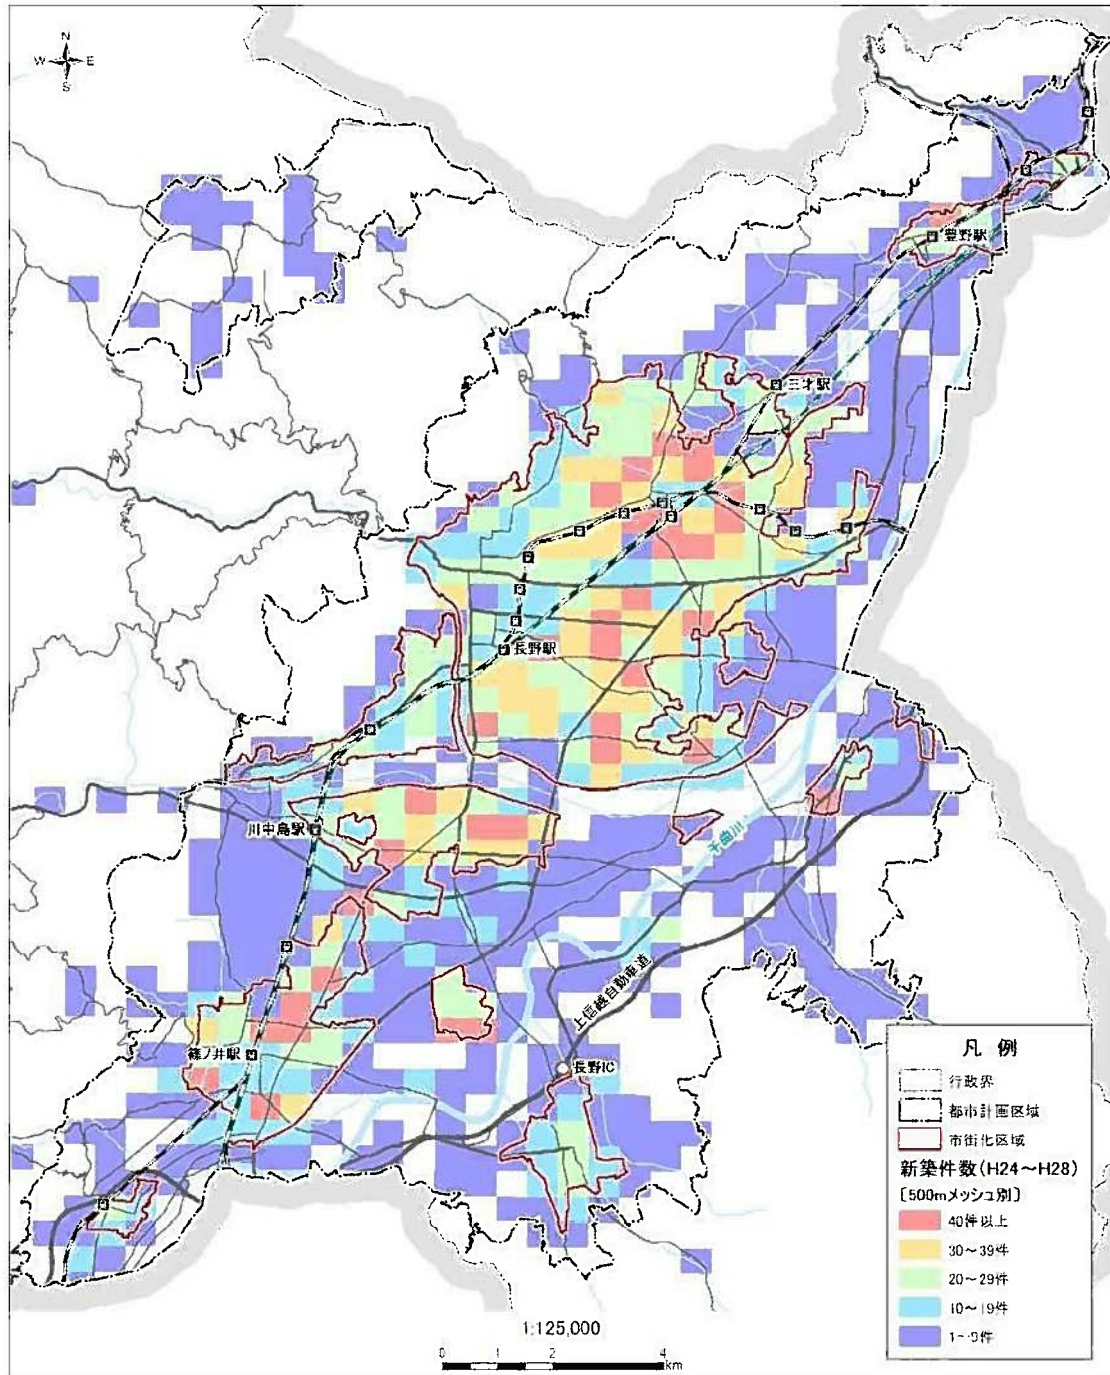 N
W E
S
豊野駅
三才駅
長野駅
川中島駅
千曲川
上信越自動車道
篠ノ井駅
長野IC
凡 例
行政界
都市計画区域
市街化区域
新築件数(H24～H28)
〔500mメッシュ別〕
40件以上
30～39件
20～29件
10～19件
1～9件
1:125,000
0 1 2 4
km